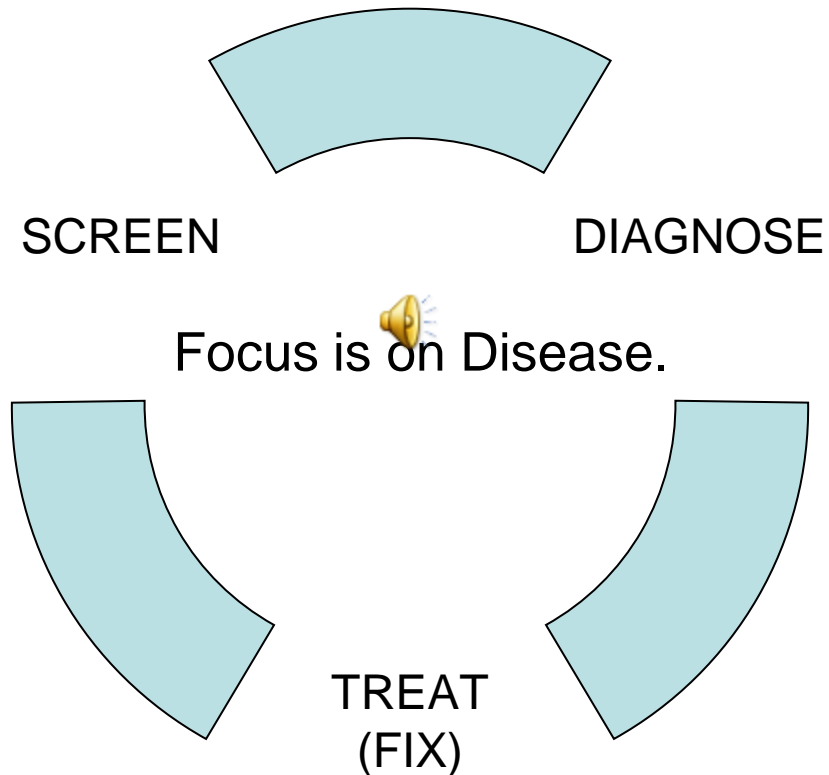 SCREEN
DIAGNOSE
Focus is on Disease.
TREAT
(FIX)